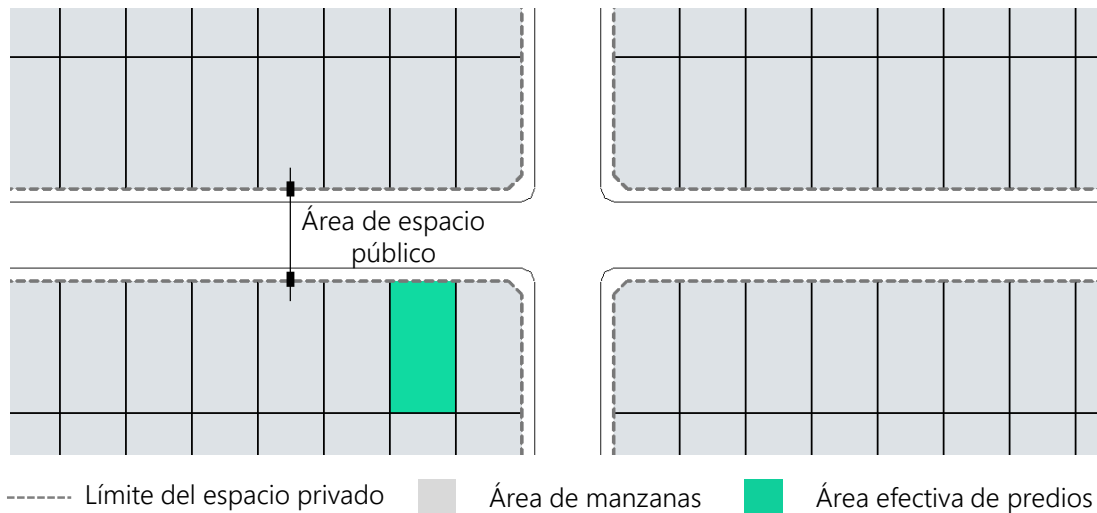 Área de espacio
público
Límite del espacio privado
Área de manzanas
Área efectiva de predios